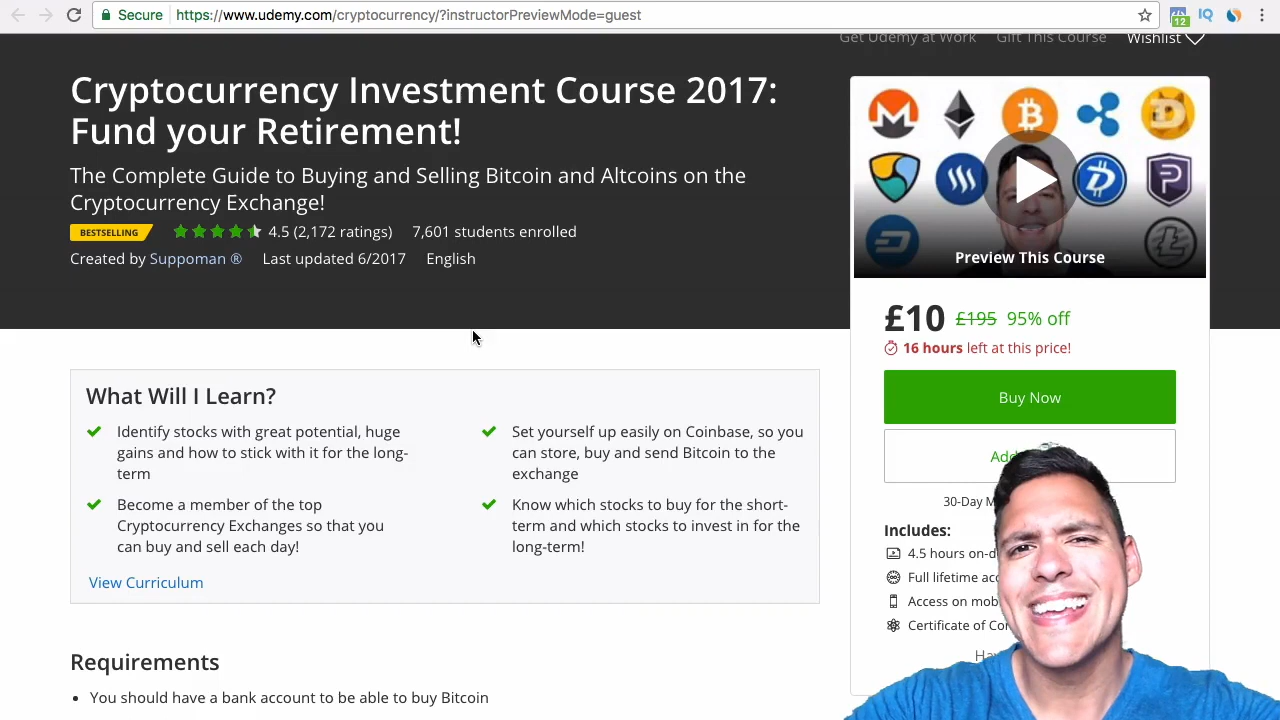 Secure
https://www.udemy.com/cryptocurrency/?instructorPreviewMode=guest
12
IQ
Get Udemy at Work
Gift This Course
Wishlist
Cryptocurrency Investment Course 2017:
Fund your Retirement!
The Complete Guide to Buying and Selling Bitcoin and Altcoins on the
Cryptocurrency Exchange!
BESTSELLING
4.5 (2,172 ratings)
7,601 students enrolled
Created by Suppoman ®
Last updated 6/2017
English
Preview This Course
£10 £195 95% off
16 hours left at this price!
Buy Now
Add
30-Day M
Includes:
4.5 hours on-d
Full lifetime acc
Access on mob
Certificate of Co
Ha
What Will I Learn?
Identify stocks with great potential, huge
gains and how to stick with it for the long-
term
Become a member of the top
Cryptocurrency Exchanges so that you
can buy and sell each day!
Set yourself up easily on Coinbase, so you
can store, buy and send Bitcoin to the
exchange
Know which stocks to buy for the short-
term and which stocks to invest in for the
long-term!
View Curriculum
Requirements
You should have a bank account to be able to buy Bitcoin